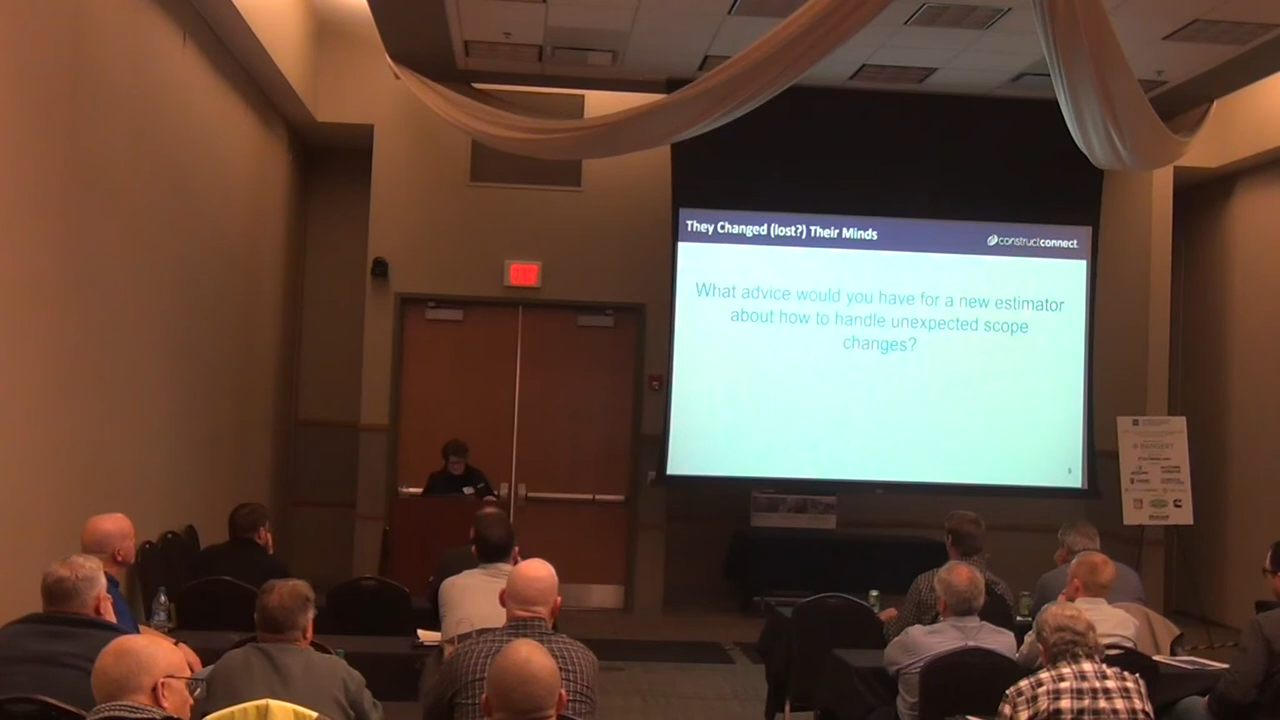 They Changed (lost?) Their Minds
constructconnect
What advice would you have for a new estimator
about how to handle unexpected scope
changes?
BANGERT